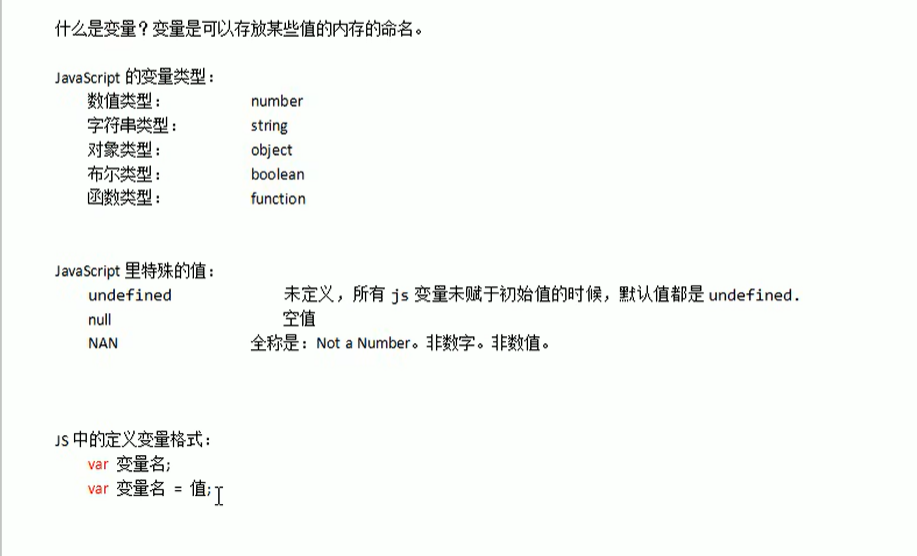 什么是变量？变量是可以存放某些值的内存的命名。
JavaScript 的变量类型：
数值类型： number
字符串类型： string
对象类型： object
布尔类型： boolean
函数类型： function
JavaScript 里特殊的值：
undefined 未定义，所有 js 变量未赋于初始值的时候，默认值都是 undefined.
null 空值
NAN 全称是：Not a Number。非数字。非数值。
JS 中的定义变量格式：
var 变量名;
var 变量名 = 值;